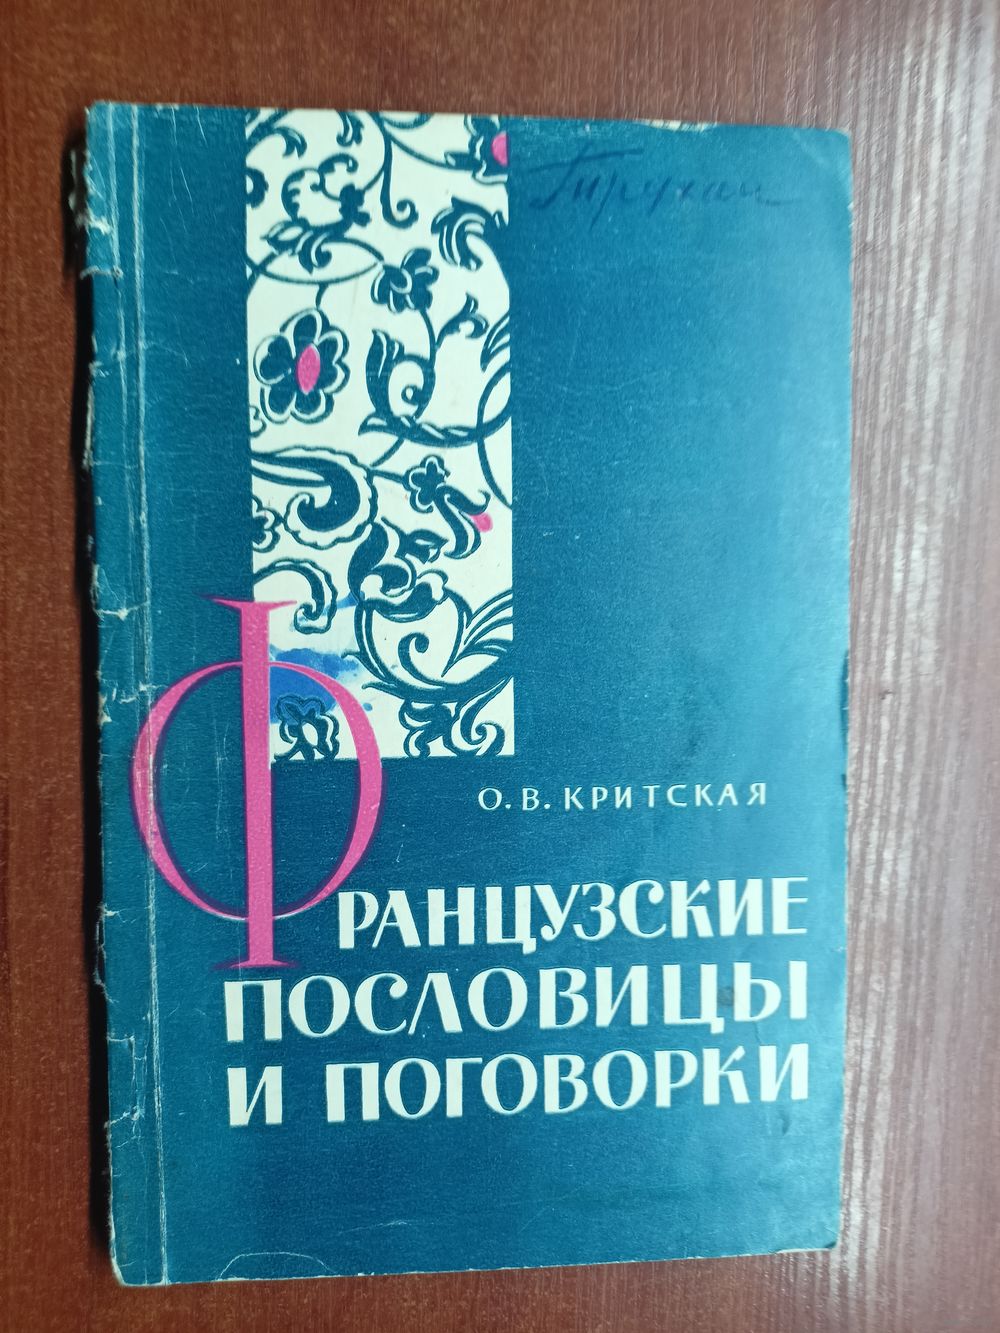 О. В. КРИТСКАЯ
ФРАНЦУЗСКИЕ
ПОСЛОВИЦЫ
И ПОГОВОРКИ